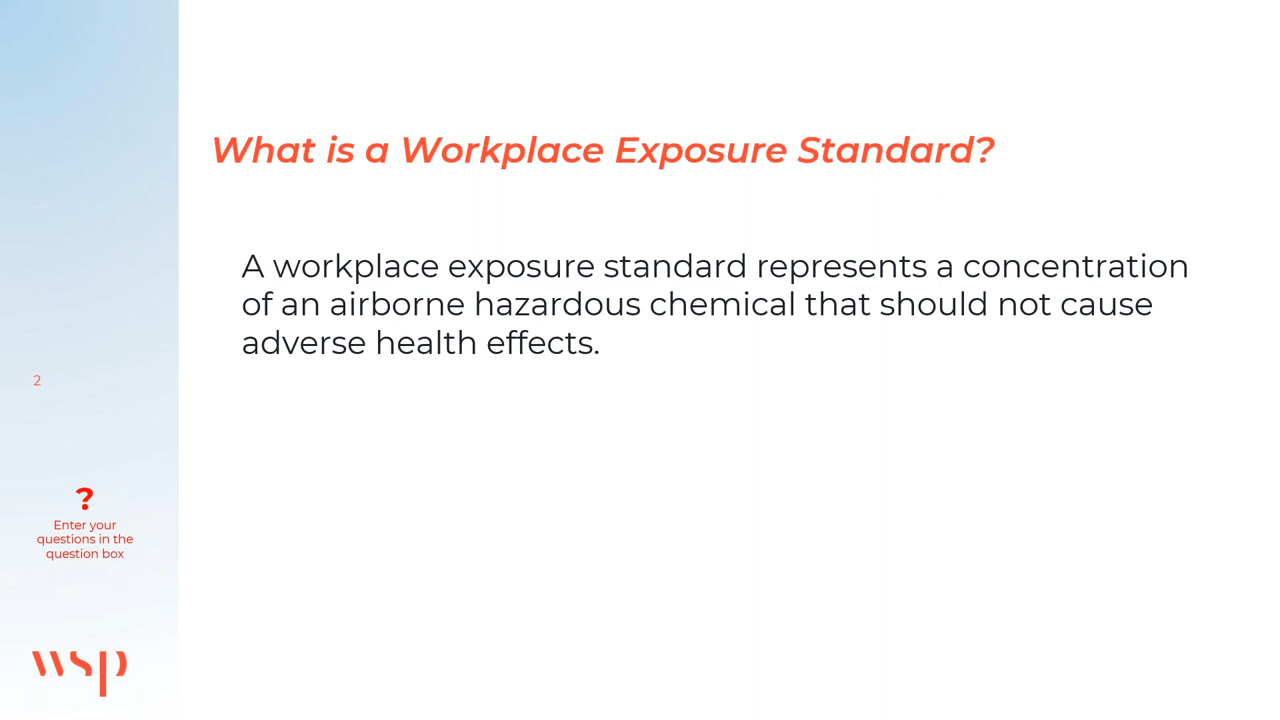 What is a Workplace Exposure Standard?
A workplace exposure standard represents a concentration
of an airborne hazardous chemical that should not cause
adverse health effects.
2
?
Enter your
questions in the
question box
wsp